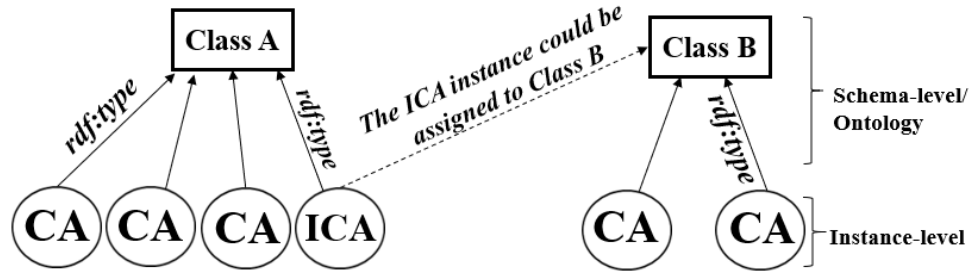 Class A
Class B
rdf:type
rdf:type
The ICA instance could be
assigned to Class B
rdf:type
Schema-level/
Ontology
CA
CA
CA
ICA
CA
CA
Instance-level